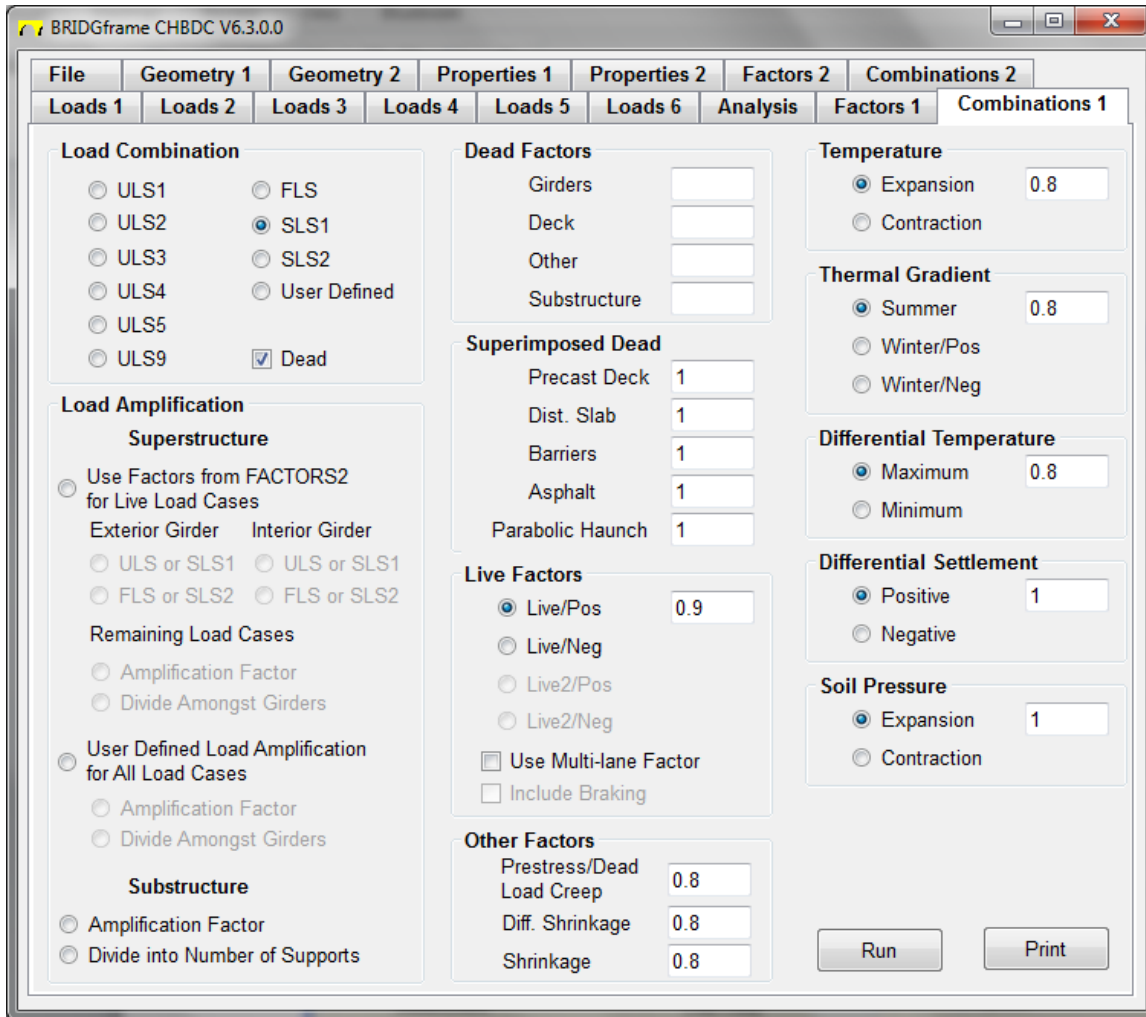 BRIDGframe CHBDC V6.3.0.0
File Geometry 1 Geometry 2 Properties 1 Properties 2 Factors 2 Combinations 2
Loads 1 Loads 2 Loads 3 Loads 4 Loads 5 Loads 6 Analysis Factors 1 Combinations 1
Load Combination
ULS1 FLS
ULS2 SLS1
ULS3 SLS2
ULS4 User Defined
ULS5
ULS9 Dead
Load Amplification
Superstructure
Use Factors from FACTORS2
for Live Load Cases
Exterior Girder Interior Girder
ULS or SLS1 ULS or SLS1
FLS or SLS2 FLS or SLS2
Remaining Load Cases
Amplification Factor
Divide Amongst Girders
User Defined Load Amplification
for All Load Cases
Amplification Factor
Divide Amongst Girders
Substructure
Amplification Factor
Divide into Number of Supports
Dead Factors
Girders
Deck
Other
Substructure
Superimposed Dead
Precast Deck 1
Dist. Slab 1
Barriers 1
Asphalt 1
Parabolic Haunch 1
Live Factors
Live/Pos 0.9
Live/Neg
Live2/Pos
Live2/Neg
Use Multi-lane Factor
Include Braking
Other Factors
Prestress/Dead
Load Creep 0.8
Diff. Shrinkage 0.8
Shrinkage 0.8
Temperature
Expansion 0.8
Contraction
Thermal Gradient
Summer 0.8
Winter/Pos
Winter/Neg
Differential Temperature
Maximum 0.8
Minimum
Differential Settlement
Positive 1
Negative
Soil Pressure
Expansion 1
Contraction
Run Print